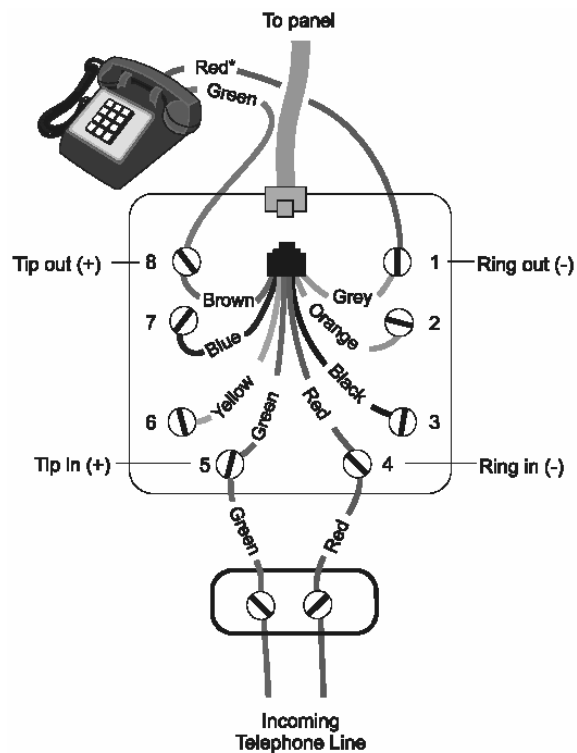 To panel
Red*
Green
Tip out (+)
8
1
Ring out (-)
Brown
Grey
7
Blue
Orange
2
Yellow
Green
Red
Black
6
3
Tip In (+)
5
4
Ring in (-)
Green
Red
Incoming
Telephone Line